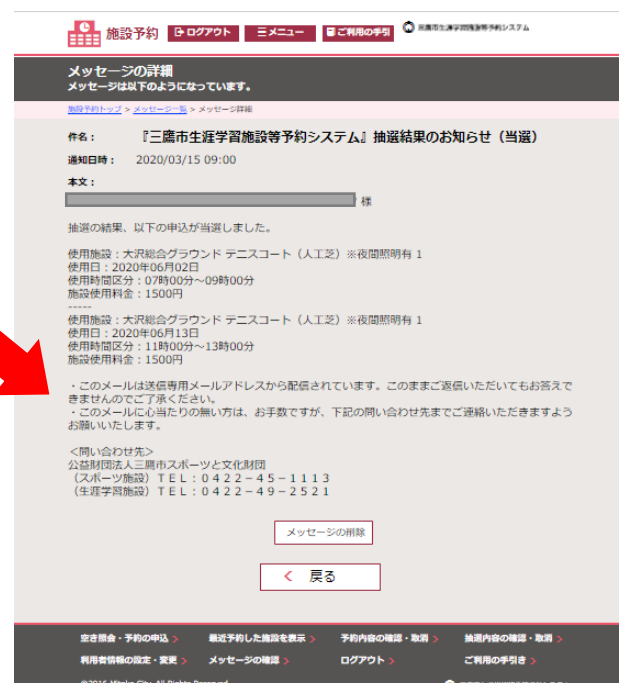 施設予約 ログアウト メニュー ご利用の手引
メッセージの詳細
メッセージは以下のようになっています。
施設予約トップ > メッセージ一覧 > メッセージ詳細
件名： 『三鷹市生涯学習施設等予約システム』抽選結果のお知らせ（当選）
通知日時： 2020/03/15 09:00
本文：
様
抽選の結果、以下の申込が当選しました。
使用施設：大沢総合グラウンド テニスコート（人工芝）※夜間照明有 1
使用日：2020年06月02日
使用時間区分：07時00分～09時00分
施設使用料金：1500円
-----
使用施設：大沢総合グラウンド テニスコート（人工芝）※夜間照明有 1
使用日：2020年06月13日
使用時間区分：11時00分～13時00分
施設使用料金：1500円
・このメールは送信専用メールアドレスから配信されています。このままご返信いただいてもお答えで
きませんのでご了承ください。
・このメールに心当たりの無い方は、お手数ですが、下記の問い合わせ先までご連絡いただきますよう
お願いいたします。
＜問い合わせ先＞
公益財団法人三鷹市スポーツと文化財団
（スポーツ施設）ＴＥＬ：０４２２－４５－１１１３
（生涯学習施設）ＴＥＬ：０４２２－４９－２５２１
メッセージの削除
< 戻る
空き照会・予約の申込 > 最近予約した施設を表示 > 予約内容の確認・取消 > 抽選内容の確認・取消 >
利用者情報の設定・変更 > メッセージの確認 > ログアウト > ご利用の手引き >